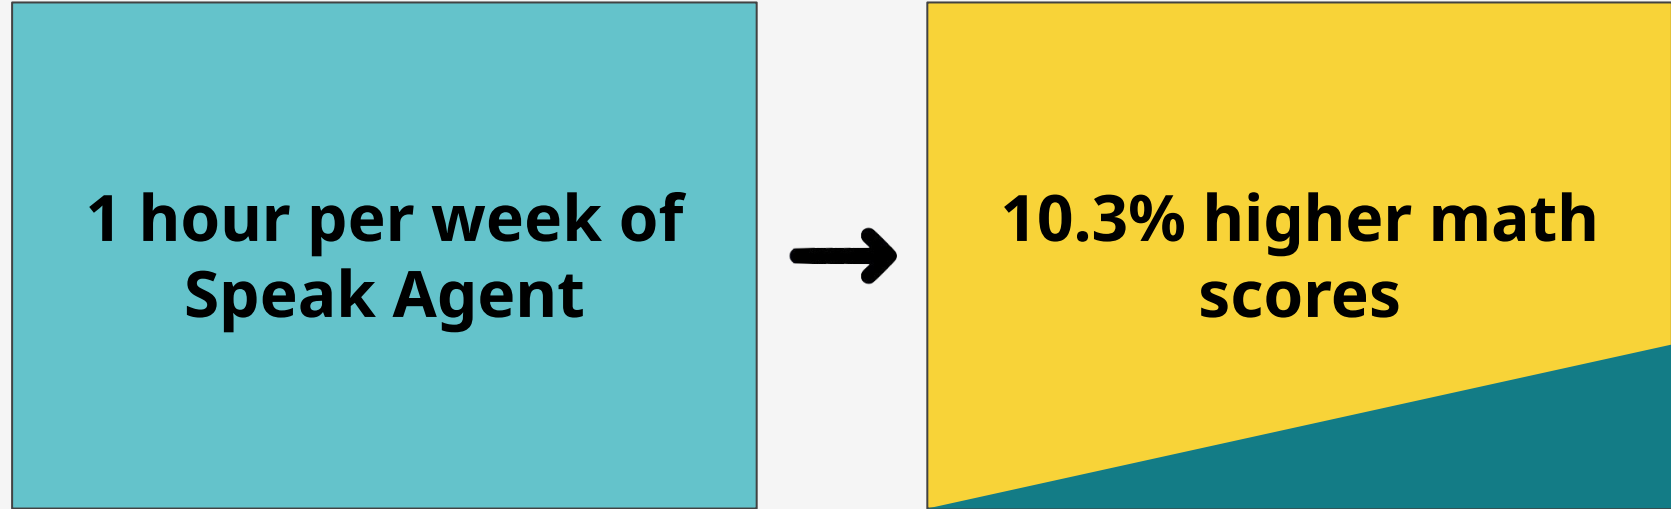 1 hour per week of
Speak Agent
10.3% higher math
scores